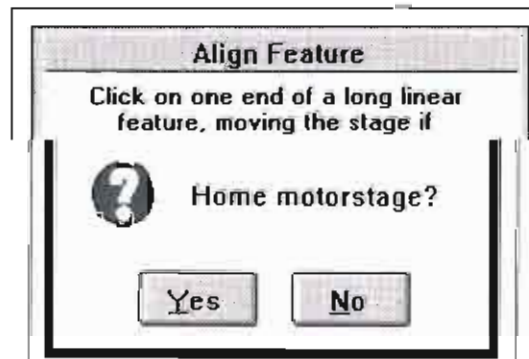 Align Feature
Click on one end of a long linear
feature, moving the stage if
Home motorstage?
Yes
No